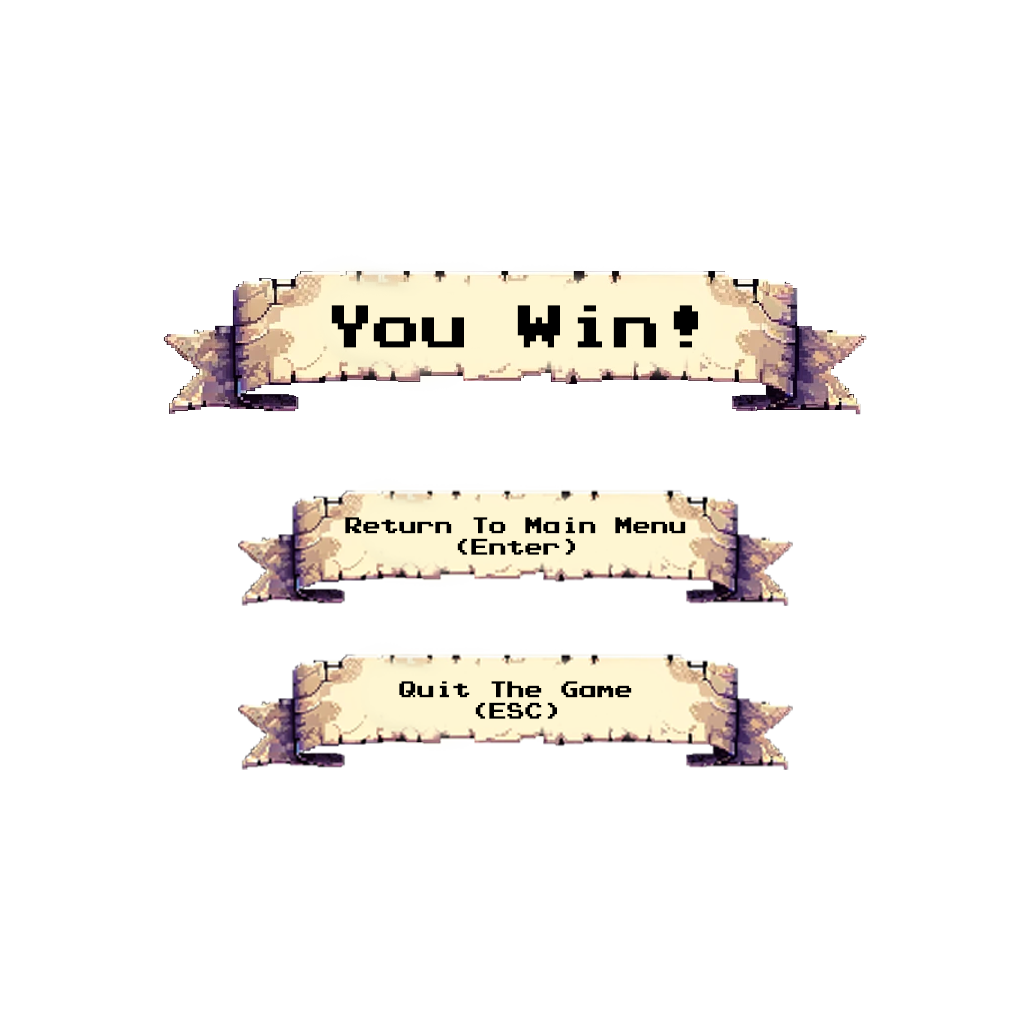 You Win!
Return To Main Menu
(Enter)
Quit The Game
(ESC)